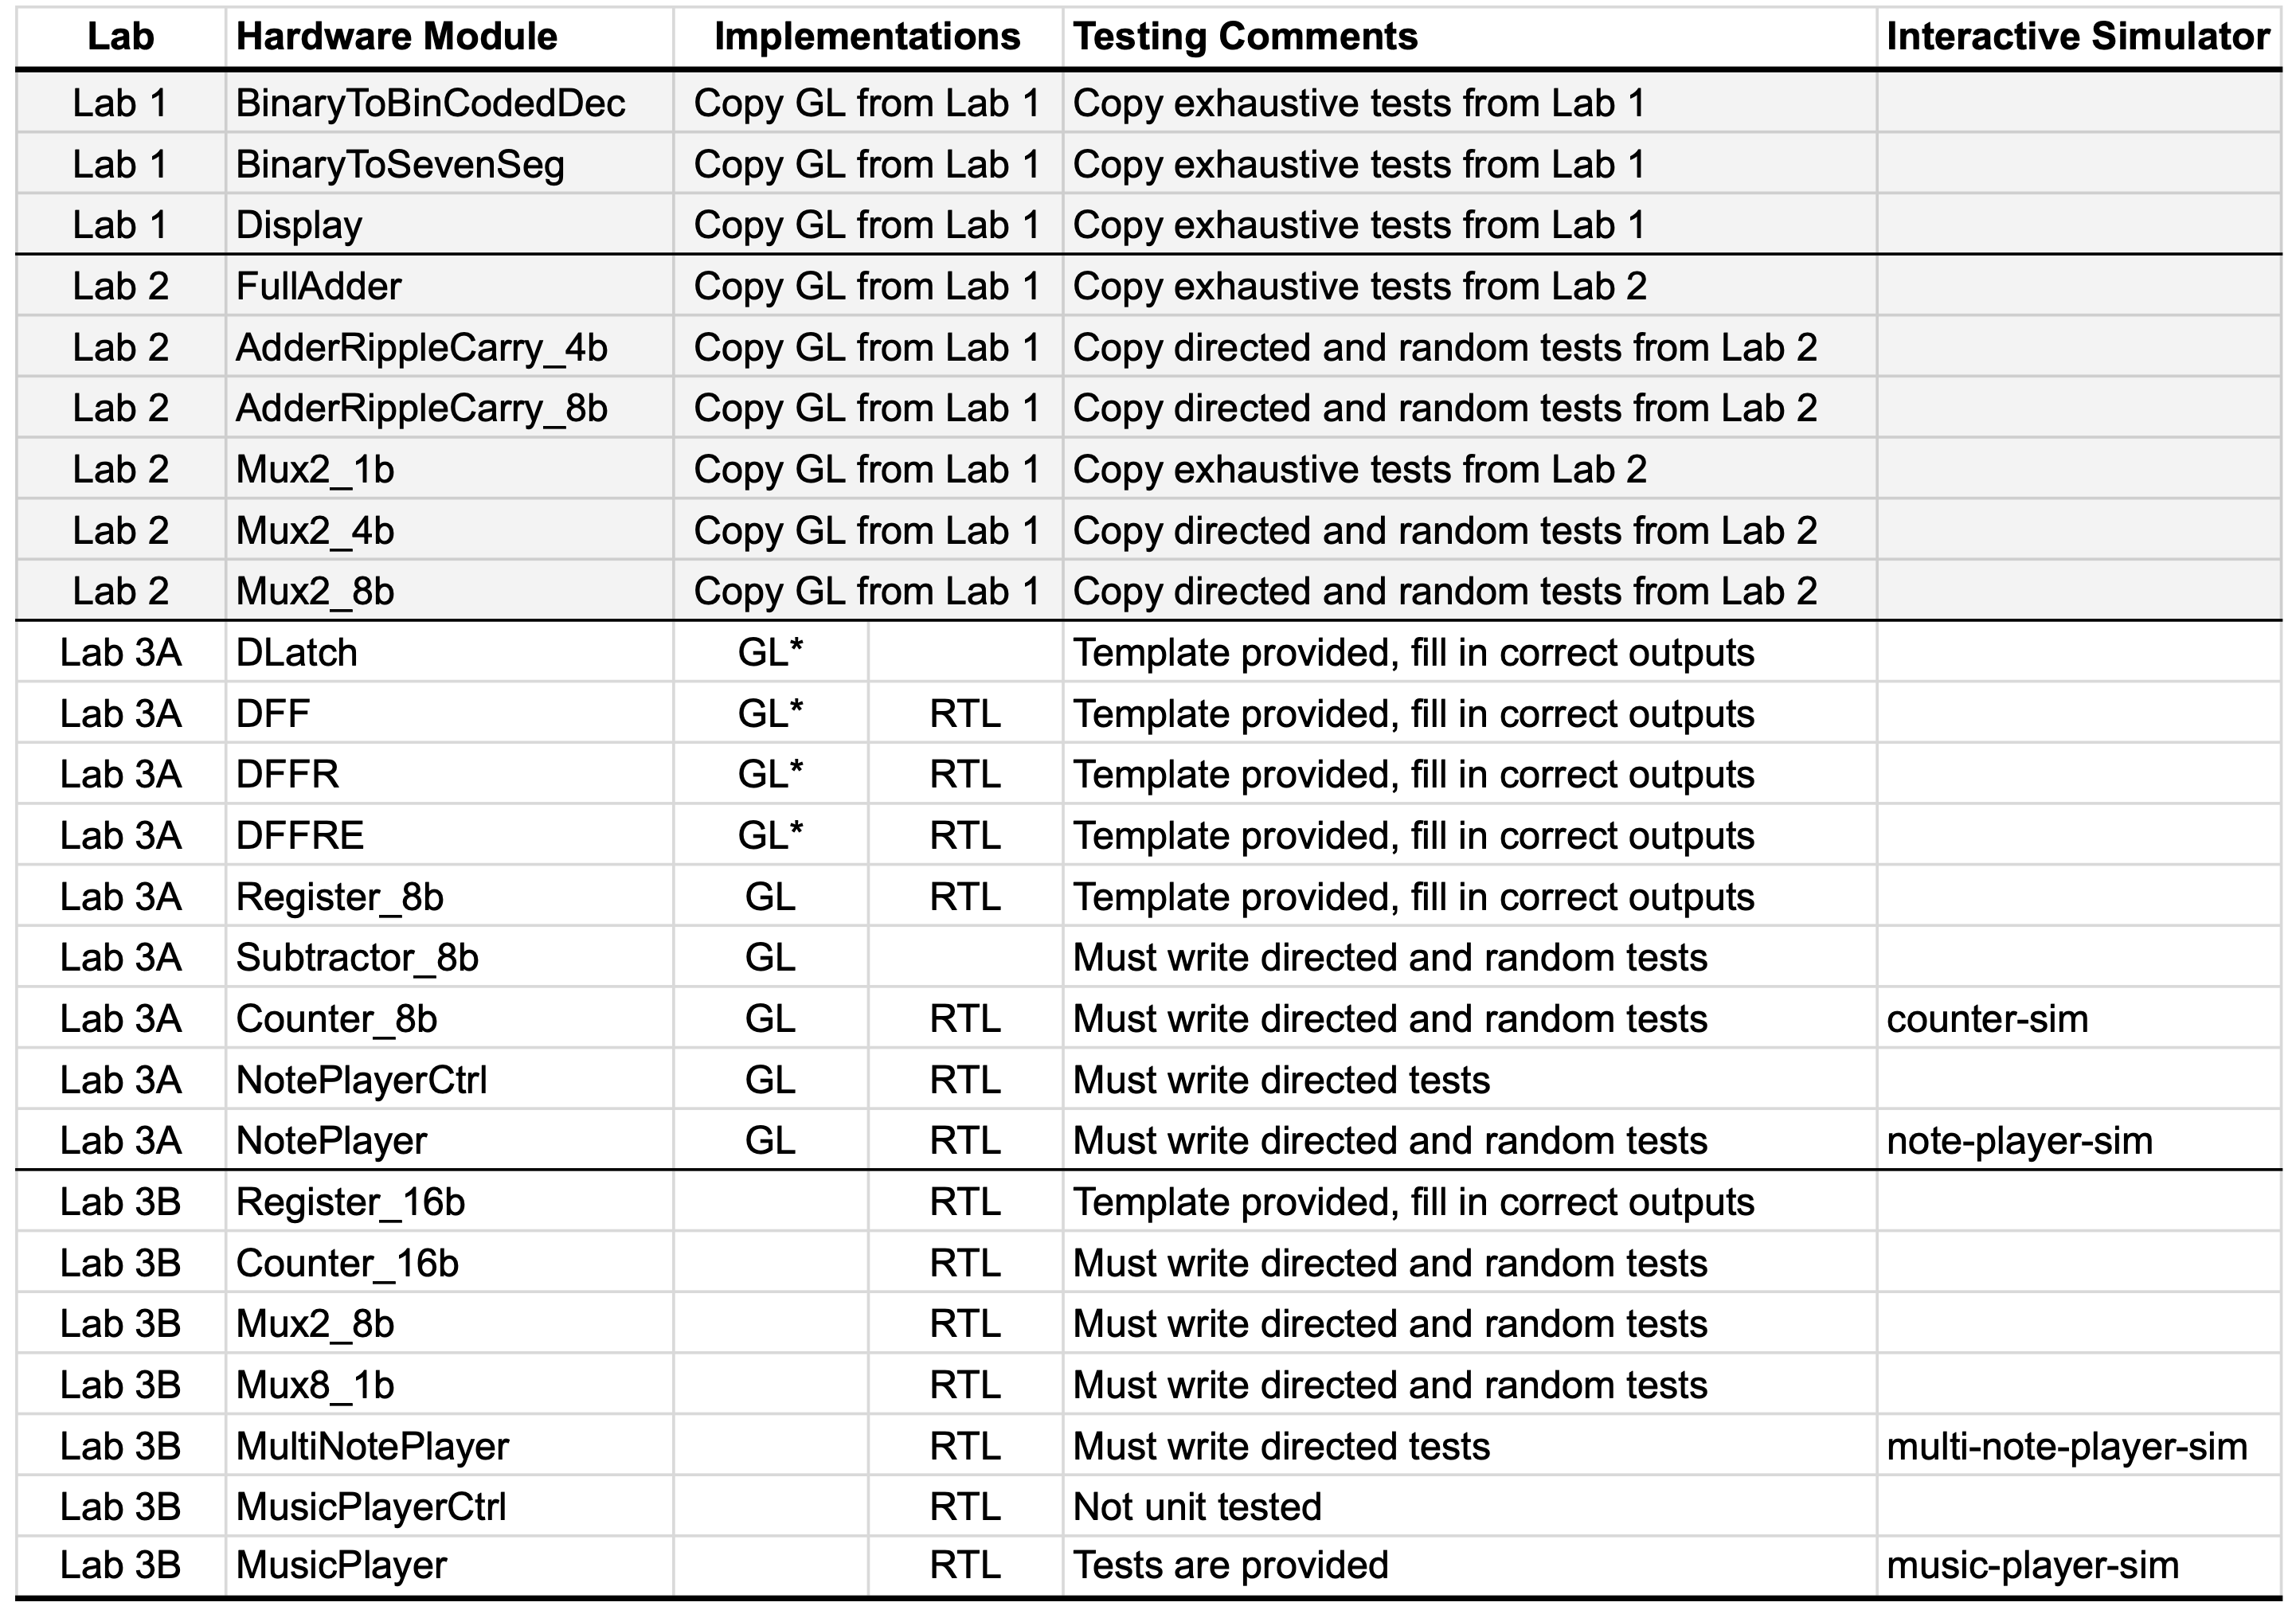 Lab Hardware Module Implementations Testing Comments Interactive Simulator
Lab 1 BinaryToBinCodedDec Copy GL from Lab 1 Copy exhaustive tests from Lab 1
Lab 1 BinaryToSevenSeg Copy GL from Lab 1 Copy exhaustive tests from Lab 1
Lab 1 Display Copy GL from Lab 1 Copy exhaustive tests from Lab 1
Lab 2 FullAdder Copy GL from Lab 1 Copy exhaustive tests from Lab 2
Lab 2 AdderRippleCarry_4b Copy GL from Lab 1 Copy directed and random tests from Lab 2
Lab 2 AdderRippleCarry_8b Copy GL from Lab 1 Copy directed and random tests from Lab 2
Lab 2 Mux2_1b Copy GL from Lab 1 Copy exhaustive tests from Lab 2
Lab 2 Mux2_4b Copy GL from Lab 1 Copy directed and random tests from Lab 2
Lab 2 Mux2_8b Copy GL from Lab 1 Copy directed and random tests from Lab 2
Lab 3A DLatch GL* Template provided, fill in correct outputs
Lab 3A DFF GL* RTL Template provided, fill in correct outputs
Lab 3A DFFR GL* RTL Template provided, fill in correct outputs
Lab 3A DFFRE GL* RTL Template provided, fill in correct outputs
Lab 3A Register_8b GL RTL Template provided, fill in correct outputs
Lab 3A Subtractor_8b GL Must write directed and random tests
Lab 3A Counter_8b GL RTL Must write directed and random tests counter-sim
Lab 3A NotePlayerCtrl GL RTL Must write directed tests
Lab 3A NotePlayer GL RTL Must write directed and random tests note-player-sim
Lab 3B Register_16b RTL Template provided, fill in correct outputs
Lab 3B Counter_16b RTL Must write directed and random tests
Lab 3B Mux2_8b RTL Must write directed and random tests
Lab 3B Mux8_1b RTL Must write directed and random tests
Lab 3B MultiNotePlayer RTL Must write directed tests multi-note-player-sim
Lab 3B MusicPlayerCtrl RTL Not unit tested
Lab 3B MusicPlayer RTL Tests are provided music-player-sim